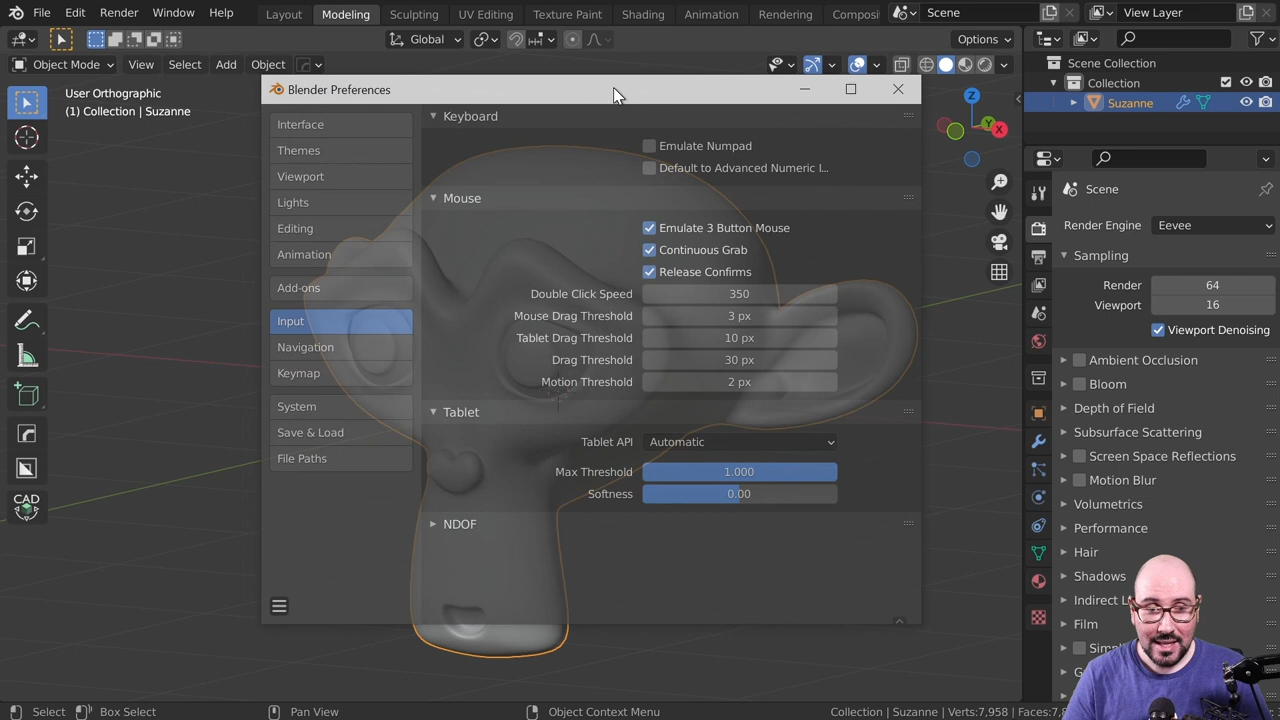 File Edit Render Window Help Layout Modeling Sculpting UV Editing Texture Paint Shading Animation Rendering Composi Scene View Layer
Global Options
Object Mode View Select Add Object
User Orthographic
(1) Collection | Suzanne
Blender Preferences
Interface
Themes
Viewport
Lights
Editing
Animation
Add-ons
Input
Navigation
Keymap
System
Save & Load
File Paths
Keyboard
Emulate Numpad
Default to Advanced Numeric I...
Mouse
Emulate 3 Button Mouse
Continuous Grab
Release Confirms
Double Click Speed 350
Mouse Drag Threshold 3 px
Tablet Drag Threshold 10 px
Drag Threshold 30 px
Motion Threshold 2 px
Tablet
Tablet API Automatic
Max Threshold 1.000
Softness 0.00
NDOF
CAD
Z
Y
X
Scene Collection
Collection
Suzanne
Scene
Render Engine Eevee
Sampling
Render 64
Viewport 16
Viewport Denoising
Ambient Occlusion
Bloom
Depth of Field
Subsurface Scattering
Screen Space Reflections
Motion Blur
Volumetrics
Performance
Hair
Shadows
Indirect L
Film
Simp
Select Box Select Pan View Object Context Menu Collection | Suzanne | Verts:7,958 | Faces:7,